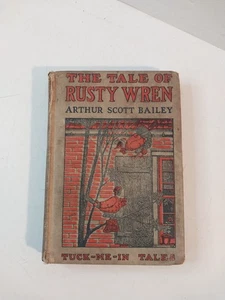 THE TALE OF
RUSTY WREN
ARTHUR SCOTT BAILEY
TUCK-ME-IN TALES